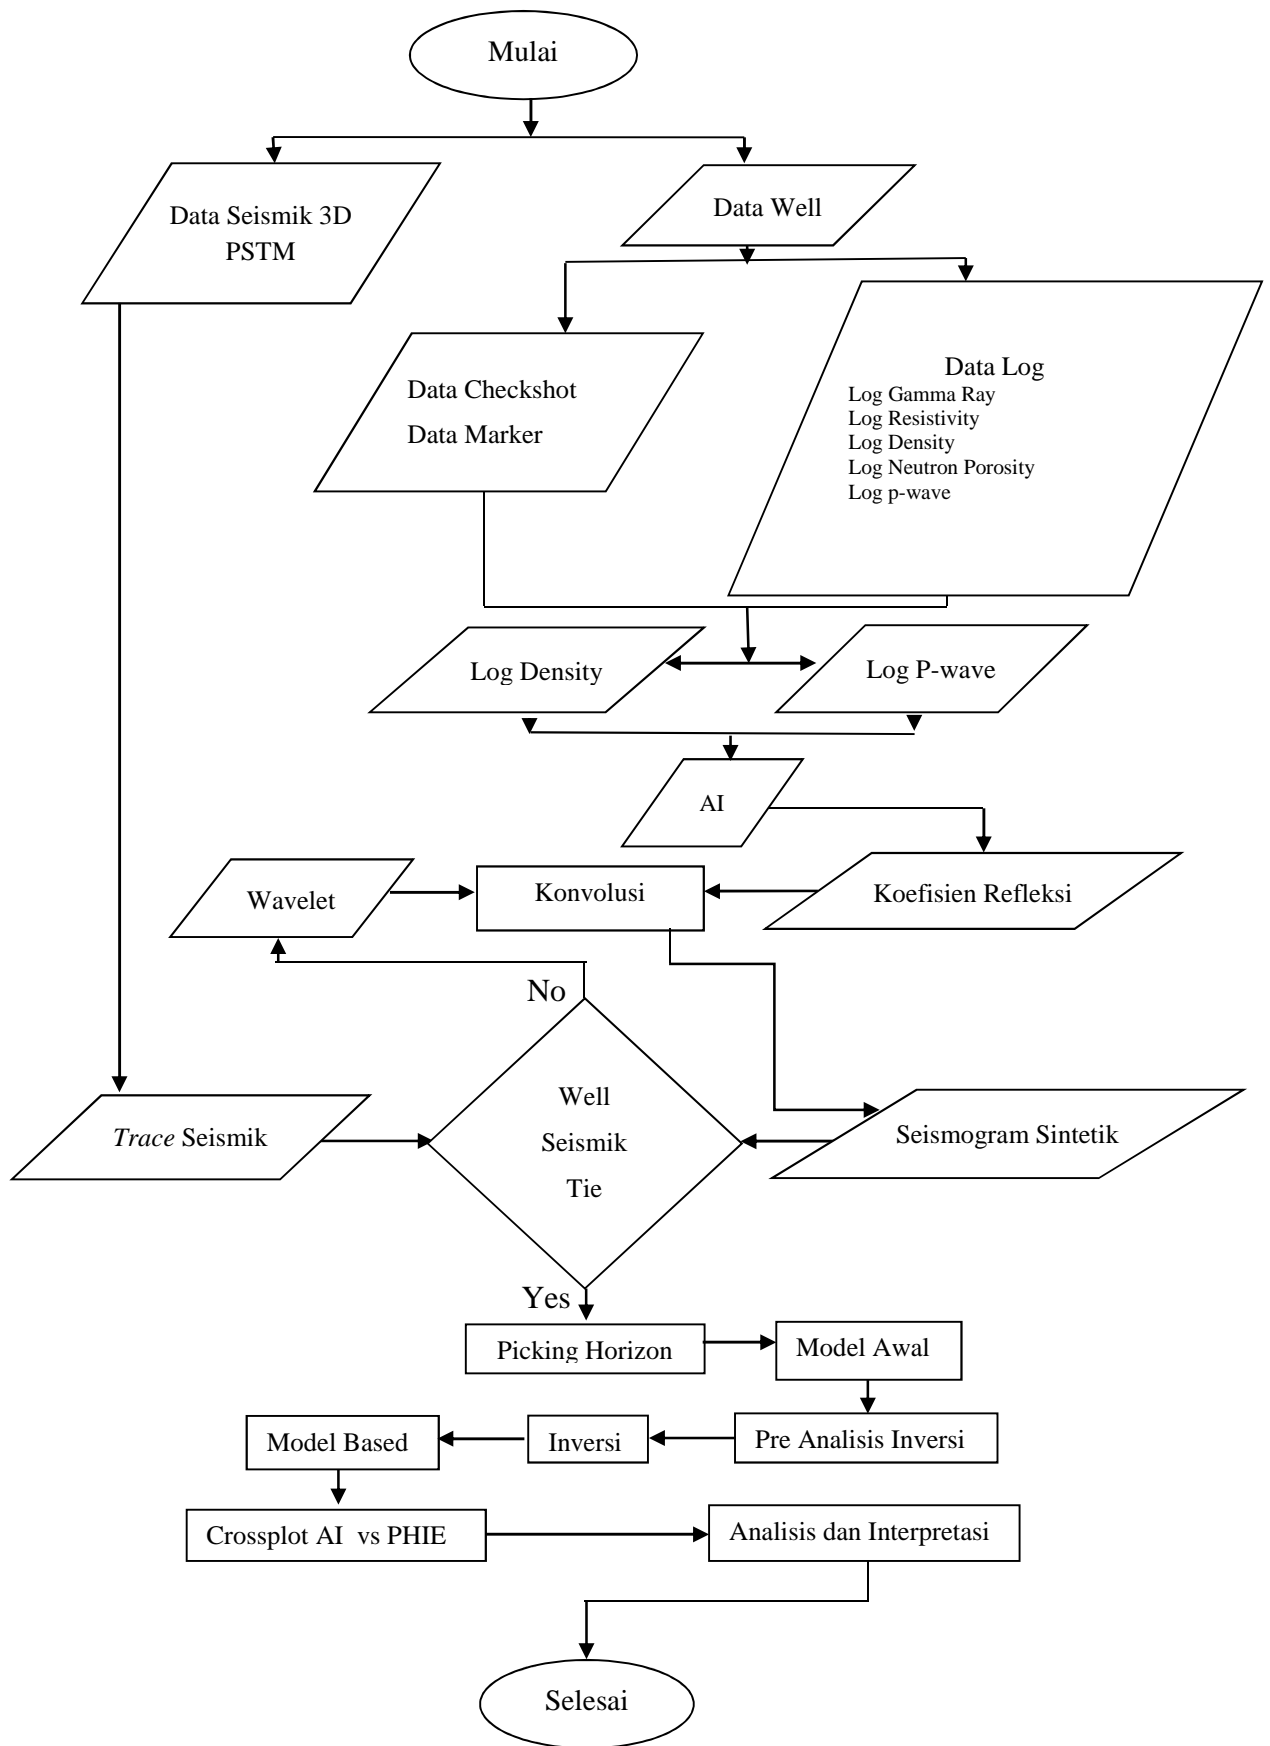 Mulai
Data Seismik 3D
PSTM
Data Well
Data Checkshot
Data Marker
Data Log
Log Gamma Ray
Log Resistivity
Log Density
Log Neutron Porosity
Log p-wave
Log Density
Log P-wave
AI
Wavelet
Konvolusi
Koefisien Refleksi
No
Trace Seismik
Well
Seismik
Tie
Seismogram Sintetik
Yes
Picking Horizon
Model Awal
Model Based
Inversi
Pre Analisis Inversi
Crossplot AI vs PHIE
Analisis dan Interpretasi
Selesai